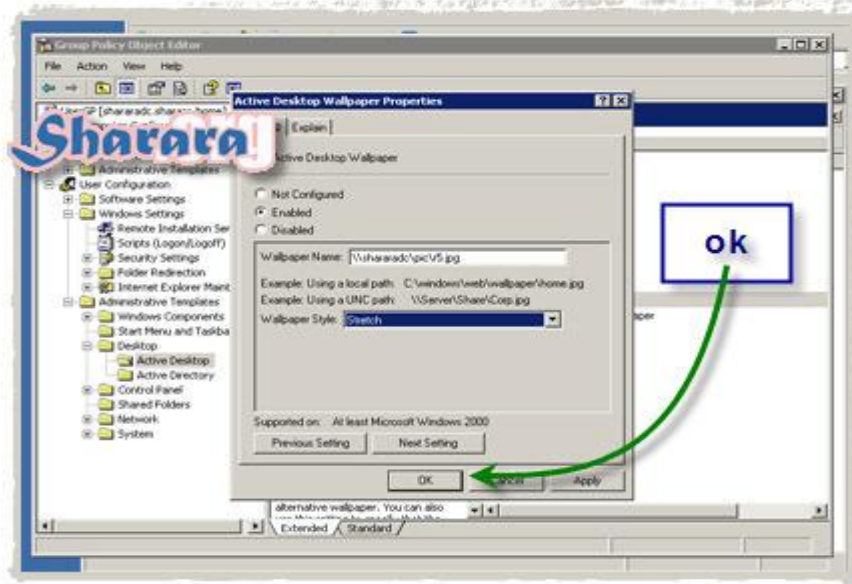 Group Policy Object Editor
File Action View Help
Active Desktop Wallpaper Properties
Sharara
.org
Explain
Active Desktop Wallpaper
Administrative Templates
User Configuration
Software Settings
Windows Settings
Remote Installation Ser
Scripts (Logon/Logoff)
Security Settings
Folder Redirection
Internet Explorer Maint
Administrative Templates
Windows Components
Start Menu and Taskba
Desktop
Active Desktop
Active Directory
Control Panel
Shared Folders
Network
System
Not Configured
Enabled
Disabled
Wallpaper Name: \\shararadc\pic\/5.jpg
Example: Using a local path: C:\windows\web\wallpaper\home.jpg
Example: Using a UNC path: \\Server\Share\Corp.jpg
Wallpaper Style: Stretch
Supported on: At least Microsoft Windows 2000
Previous Setting Next Setting
OK Cancel Apply
ok
alternative wallpaper. You can also
Extended Standard